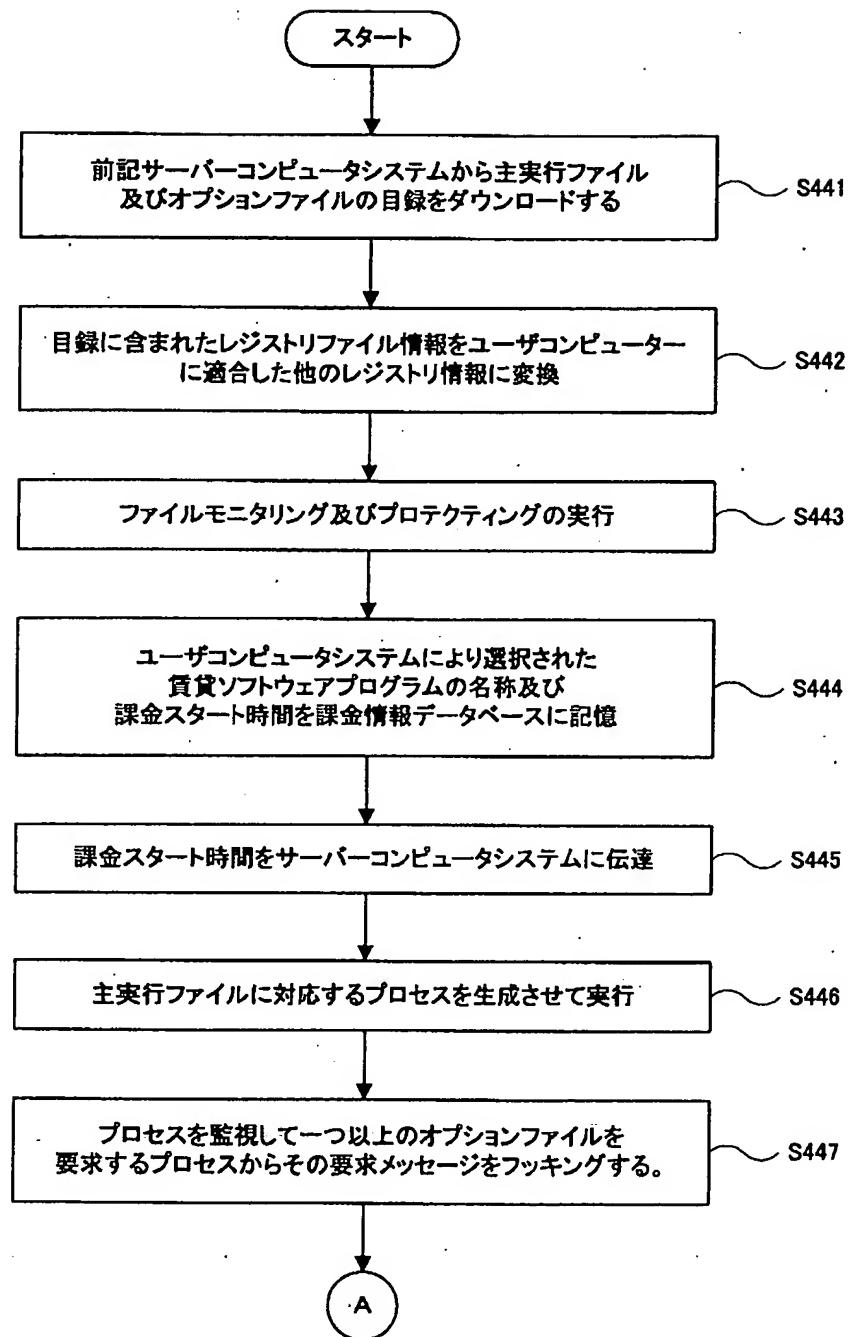 スタート
前記サーバーコンピュータシステムから主実行ファイル
及びオプションファイルの目録をダウンロードする
S441
目録に含まれたレジストリファイル情報をユーザコンピューター
に適合した他のレジストリ情報に変換
S442
ファイルモニタリング及びプロテクティングの実行
S443
ユーザコンピュータシステムにより選択された
賃貸ソフトウェアプログラムの名称及び
課金スタート時間を課金情報データベースに記憶
S444
課金スタート時間をサーバーコンピュータシステムに伝達
S445
主実行ファイルに対応するプロセスを生成させて実行
S446
プロセスを監視して一つ以上のオプションファイルを
要求するプロセスからその要求メッセージをフッキングする。
S447
A